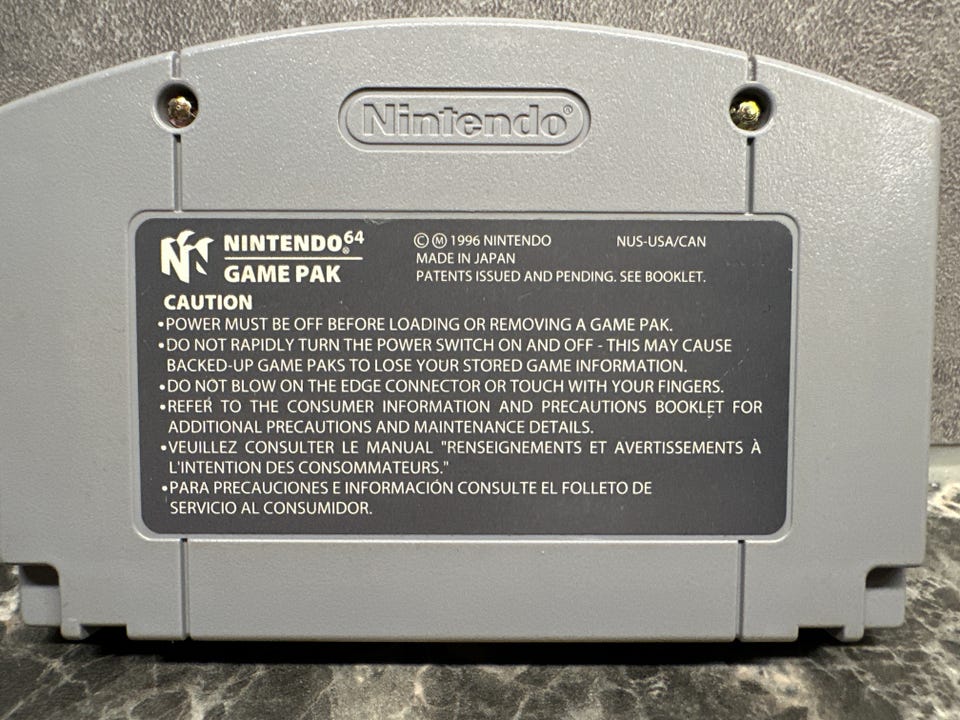 Nintendo®
NINTENDO64®
GAME PAK
©Ⓜ1996 NINTENDO NUS-USA/CAN
MADE IN JAPAN
PATENTS ISSUED AND PENDING. SEE BOOKLET.
CAUTION
•POWER MUST BE OFF BEFORE LOADING OR REMOVING A GAME PAK.
•DO NOT RAPIDLY TURN THE POWER SWITCH ON AND OFF - THIS MAY CAUSE
BACKED-UP GAME PAKS TO LOSE YOUR STORED GAME INFORMATION.
•DO NOT BLOW ON THE EDGE CONNECTOR OR TOUCH WITH YOUR FINGERS.
•REFER TO THE CONSUMER INFORMATION AND PRECAUTIONS BOOKLET FOR
ADDITIONAL PRECAUTIONS AND MAINTENANCE DETAILS.
•VEUILLEZ CONSULTER LE MANUAL "RENSEIGNEMENTS ET AVERTISSEMENTS À
L'INTENTION DES CONSOMMATEURS."
•PARA PRECAUCIONES E INFORMACIÓN CONSULTE EL FOLLETO DE
SERVICIO AL CONSUMIDOR.